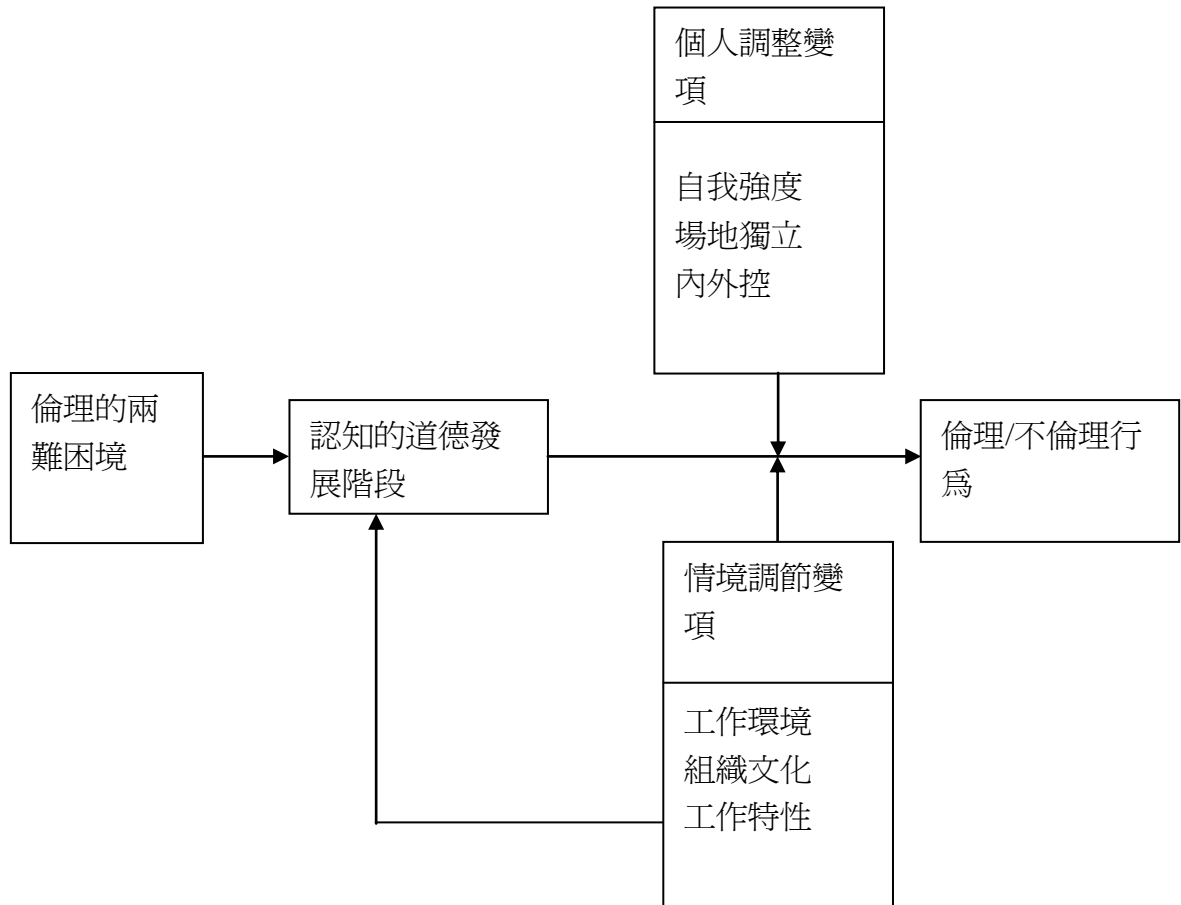 個人調整變
項
自我強度
場地獨立
內外控
倫理的兩
難困境
認知的道德發
展階段
倫理/不倫理行
爲
情境調節變
項
工作環境
組織文化
工作特性